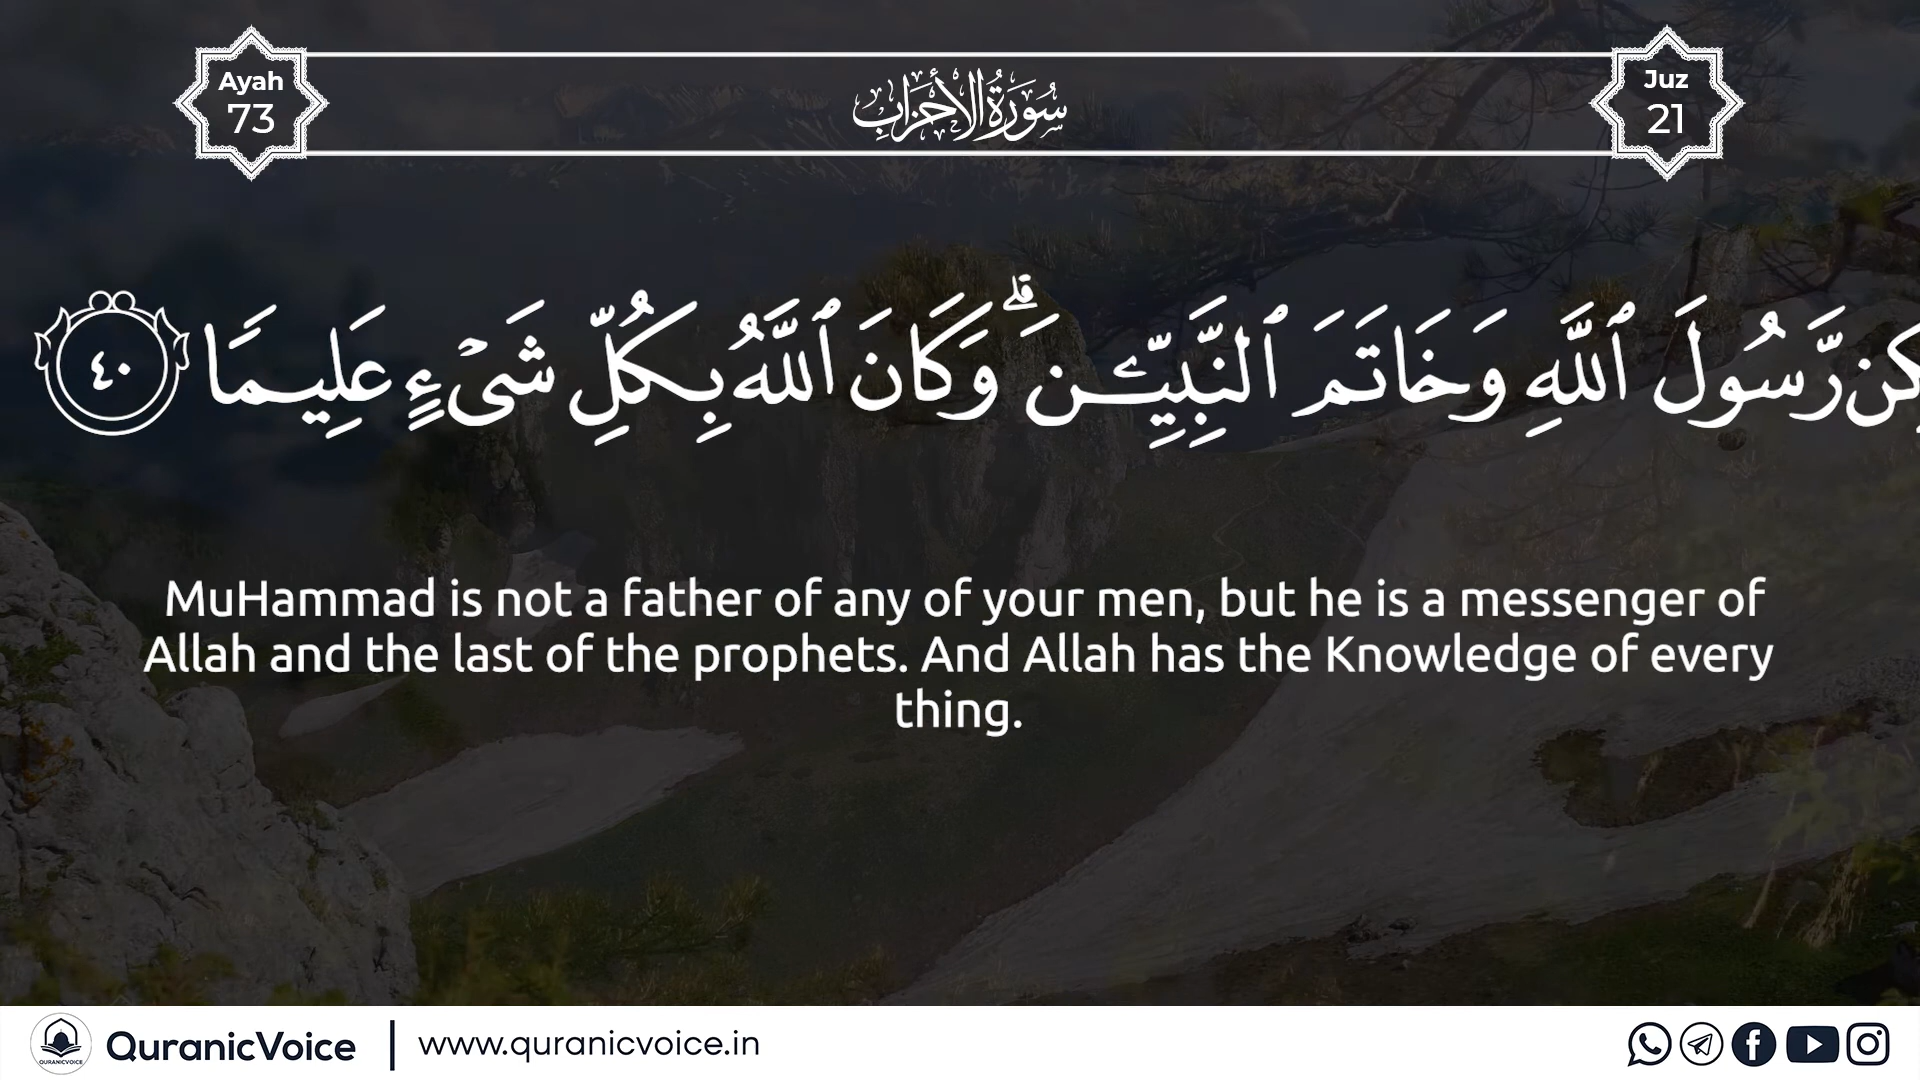 Ayah
73
سُورَةُ الأَحْزَابِ
Juz
21
رَّسُولَ ٱللَّهِ وَخَاتَمَ ٱلنَّبِيِّـۧنَ ۗ وَكَانَ ٱللَّهُ بِكُلِّ شَىْءٍ عَلِيمًا ٤٠
MuHammad is not a father of any of your men, but he is a messenger of
Allah and the last of the prophets. And Allah has the Knowledge of every
thing.
QURANICVOICE
QuranicVoice | www.quranicvoice.in